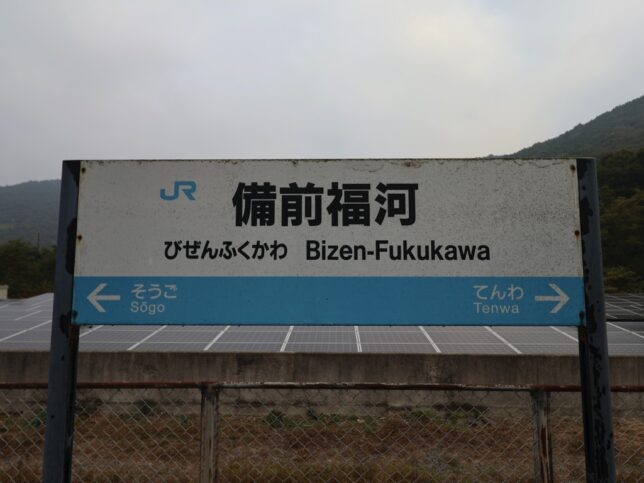 JR
備前福河
びぜんふくかわ Bizen-Fukukawa
← そうご てんわ →
Sōgo Tenwa